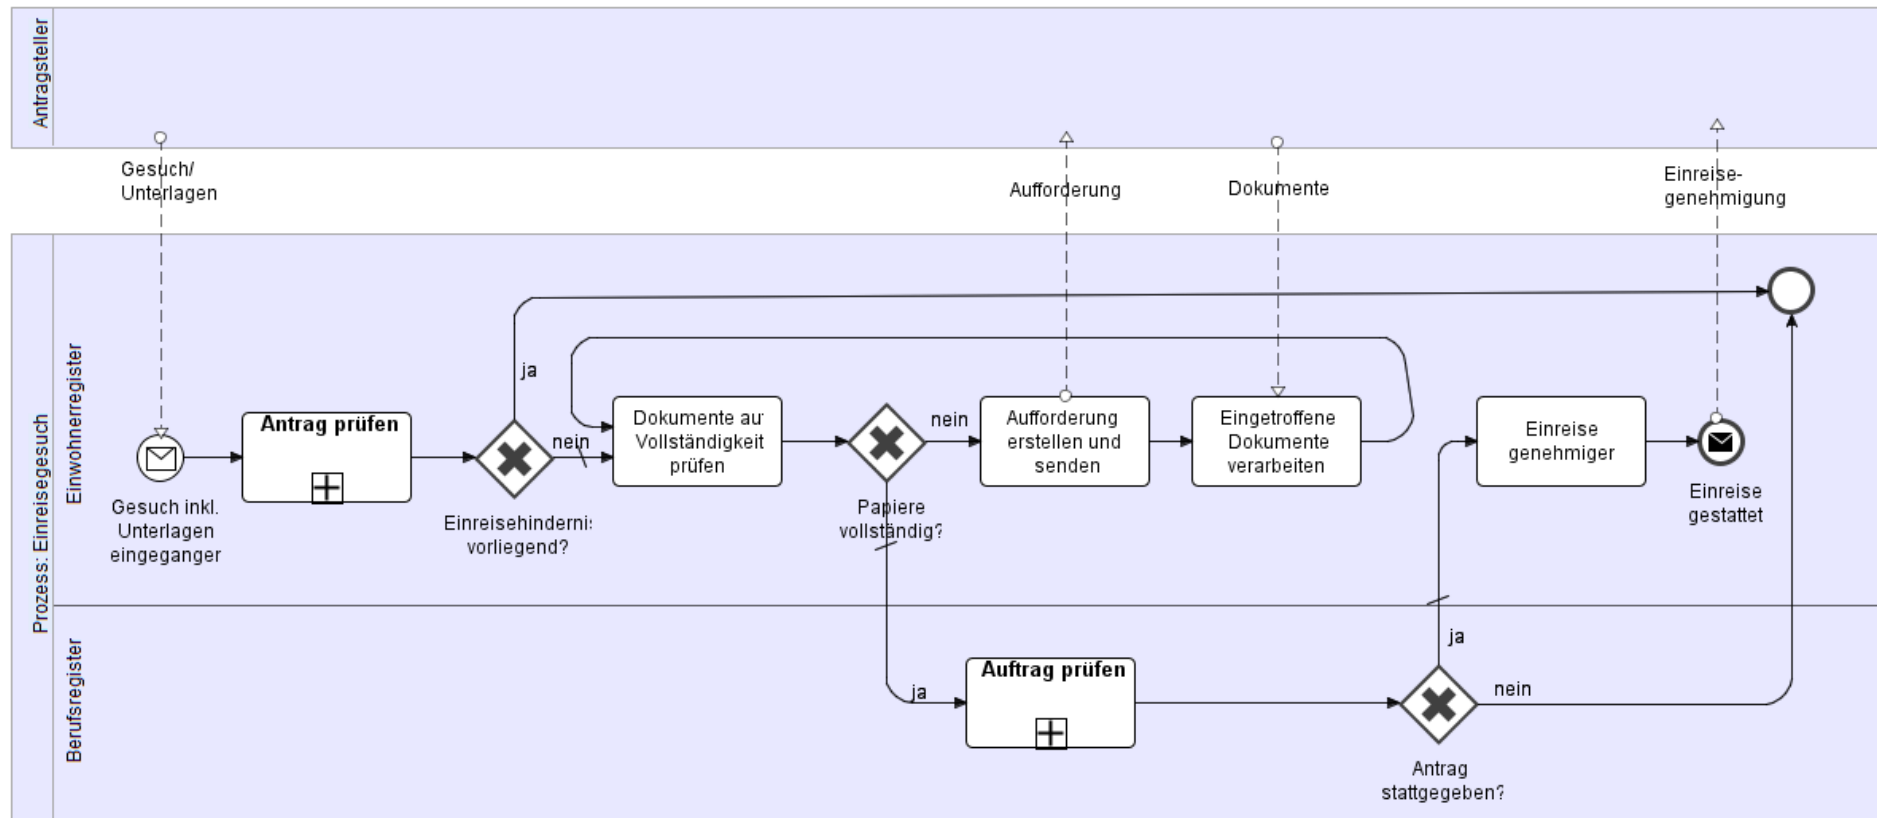 Antragsteller
Gesuch/
Unterlagen
Aufforderung
Dokumente
Einreise-
genehmigung
Prozess: Einreisegesuch
Einwohnerregister
Gesuch inkl.
Unterlagen
eingeganger
Antrag prüfen
ja
nein
Einreisehinderni
vorliegend?
Dokumente au
Vollständigkeit
prüfen
Papiere
vollständig?
nein
ja
Aufforderung
erstellen und
senden
Eingetroffene
Dokumente
verarbeiten
Einreise
genehmiger
Einreise
gestattet
Berufsregister
Auftrag prüfen
ja
nein
Antrag
stattgegeben?